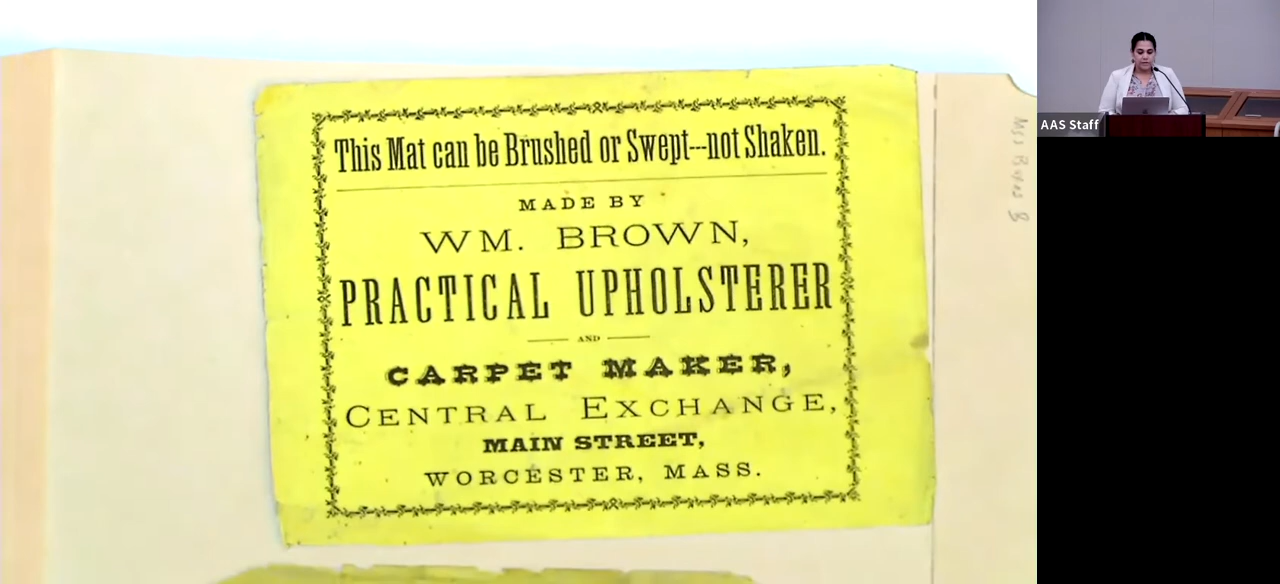 This Mat can be Brushed or Swept---not Shaken.
MADE BY
WM. BROWN,
PRACTICAL UPHOLSTERER
AND
CARPET MAKER,
CENTRAL EXCHANGE,
MAIN STREET,
WORCESTER, MASS.
AAS Staff